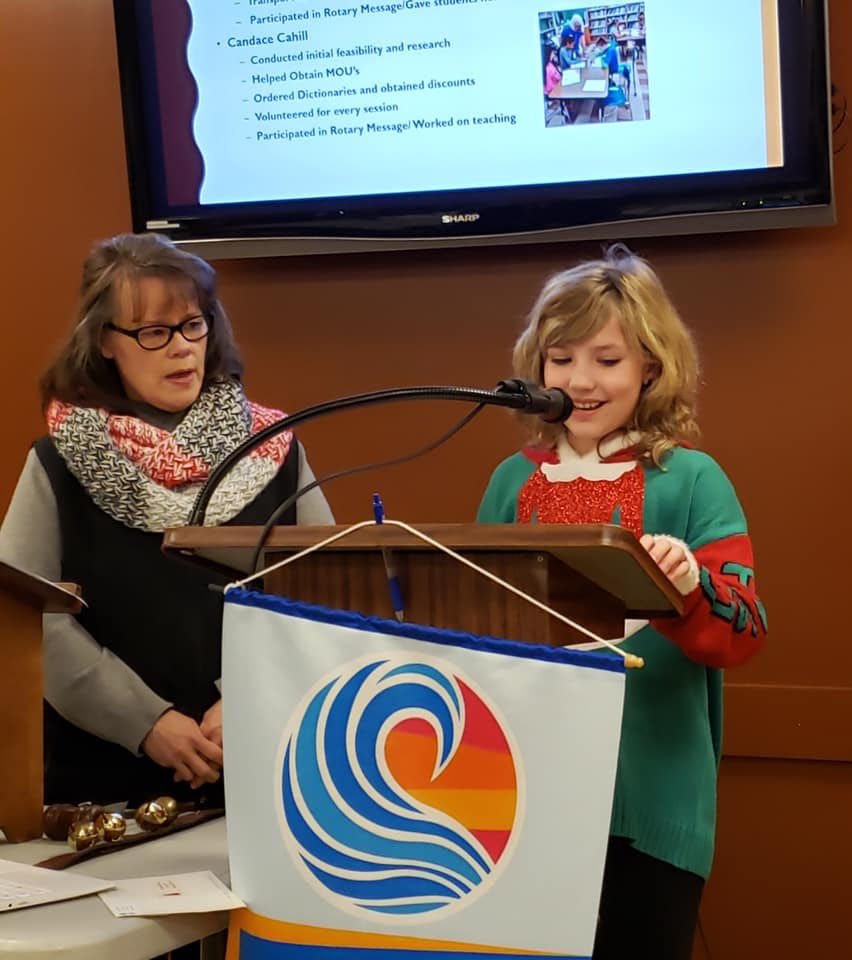 – Participated in Rotary Message/Gave students
• Candace Cahill
– Conducted initial feasibility and research
– Helped Obtain MOU's
– Ordered Dictionaries and obtained discounts
– Volunteered for every session
– Participated in Rotary Message/ Worked on teaching
SHARP